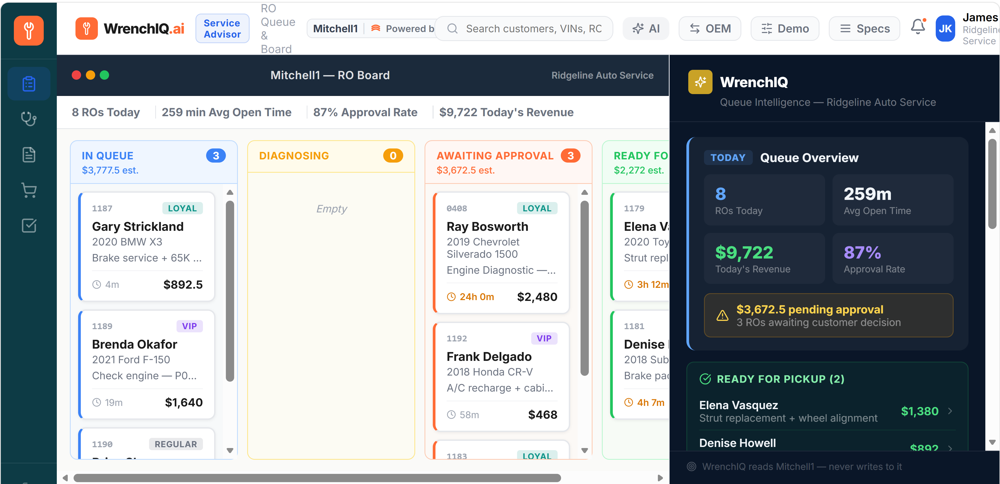 WrenchIQ.ai
Service
Advisor
RO
Queue
&
Board
Mitchell1
Powered b
Search customers, VINs, RO
AI
OEM
Demo
Specs
JK
James
Ridgeline
Service
Mitchell1 — RO Board
Ridgeline Auto Service
8 ROs Today
259 min Avg Open Time
87% Approval Rate
$9,722 Today's Revenue
IN QUEUE
3
$3,777.5 est.
1187
LOYAL
Gary Strickland
2020 BMW X3
Brake service + 65K ...
4m
$892.5
1189
VIP
Brenda Okafor
2021 Ford F-150
Check engine — P0...
19m
$1,640
1190
REGULAR
DIAGNOSING
0
Empty
AWAITING APPROVAL
3
$3,672.5 est.
0408
LOYAL
Ray Bosworth
2019 Chevrolet
Silverado 1500
Engine Diagnostic —...
24h 0m
$2,480
1192
VIP
Frank Delgado
2018 Honda CR-V
A/C recharge + cabi...
58m
$468
1183
LOYAL
READY FO
$2,272 est.
1179
Elena Va
2020 Toy
Strut repl
3h 12m
1181
Denise
2018 Sub
Brake pad
4h 7m
WrenchIQ
Queue Intelligence — Ridgeline Auto Service
TODAY
Queue Overview
8
ROs Today
259m
Avg Open Time
$9,722
Today's Revenue
87%
Approval Rate
$3,672.5 pending approval
3 ROs awaiting customer decision
READY FOR PICKUP (2)
Elena Vasquez
Strut replacement + wheel alignment
$1,380
Denise Howell
$892
WrenchIQ reads Mitchell1 — never writes to it